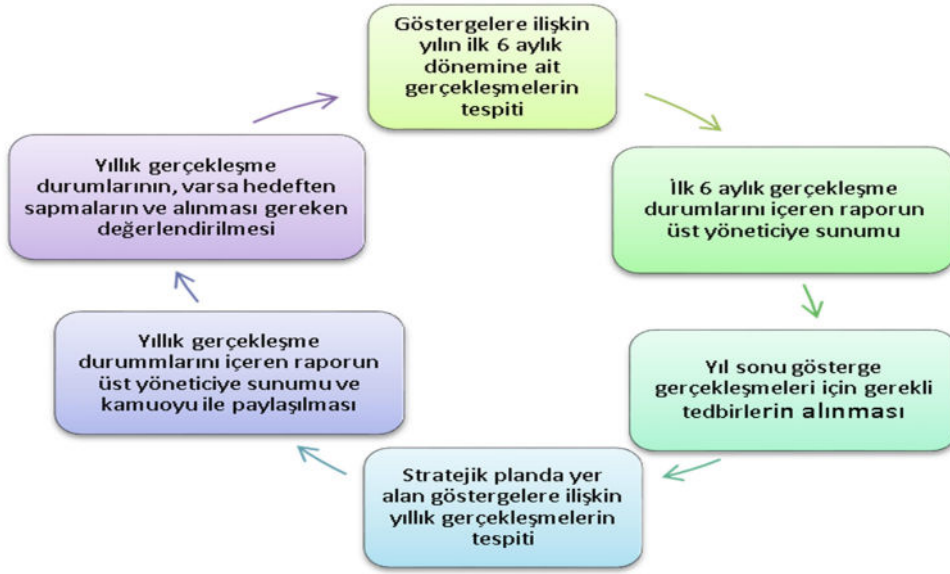 Göstergelere ilişkin
yılın ilk 6 aylık
dönemine ait
gerçekleşmelerin
tespiti
İlk 6 aylık gerçekleşme
durumlarını içeren raporun
üst yöneticiye sunumu
Yıl sonu gösterge
gerçekleşmeleri için gerekli
tedbirlerin alınması
Stratejik planda yer
alan göstergelere ilişkin
yıllık gerçekleşmelerin
tespiti
Yıllık gerçekleşme
durummlarını içeren raporun
üst yöneticiye sunumu ve
kamuoyu ile paylaşılması
Yıllık gerçekleşme
durumlarının, varsa hedeften
sapmaların ve alınması gereken
değerlendirilmesi